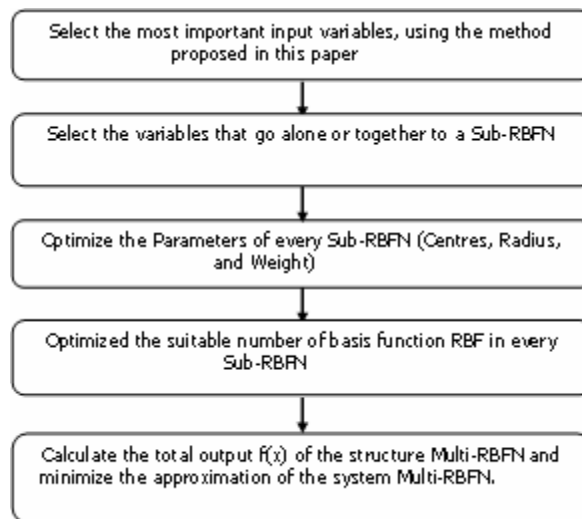 Select the most important input variables, using the method
proposed in this paper
Select the variables that go alone or together to a Sub-RBFN
Optimize the Parameters of every Sub-RBFN (Centres, Radius,
and Weight)
Optimized the suitable number of basis function RBF in every
Sub-RBFN
Calculate the total output f(x) of the structure Multi-RBFN and
minimize the approximation of the system Multi-RBFN.